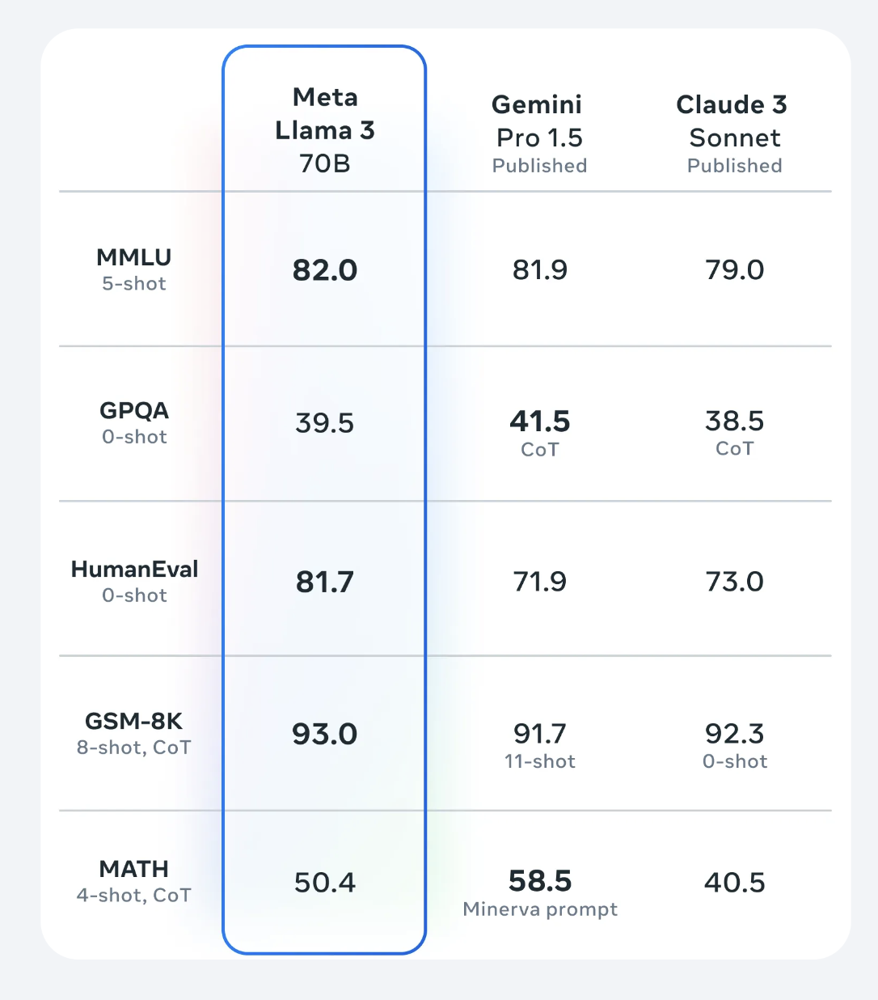 Meta
Llama 3
70B
Gemini
Pro 1.5
Published
Claude 3
Sonnet
Published
MMLU
5-shot
82.0
81.9
79.0
GPQA
0-shot
39.5
41.5
CoT
38.5
CoT
HumanEval
0-shot
81.7
71.9
73.0
GSM-8K
8-shot, CoT
93.0
91.7
11-shot
92.3
0-shot
MATH
4-shot, CoT
50.4
58.5
Minerva prompt
40.5